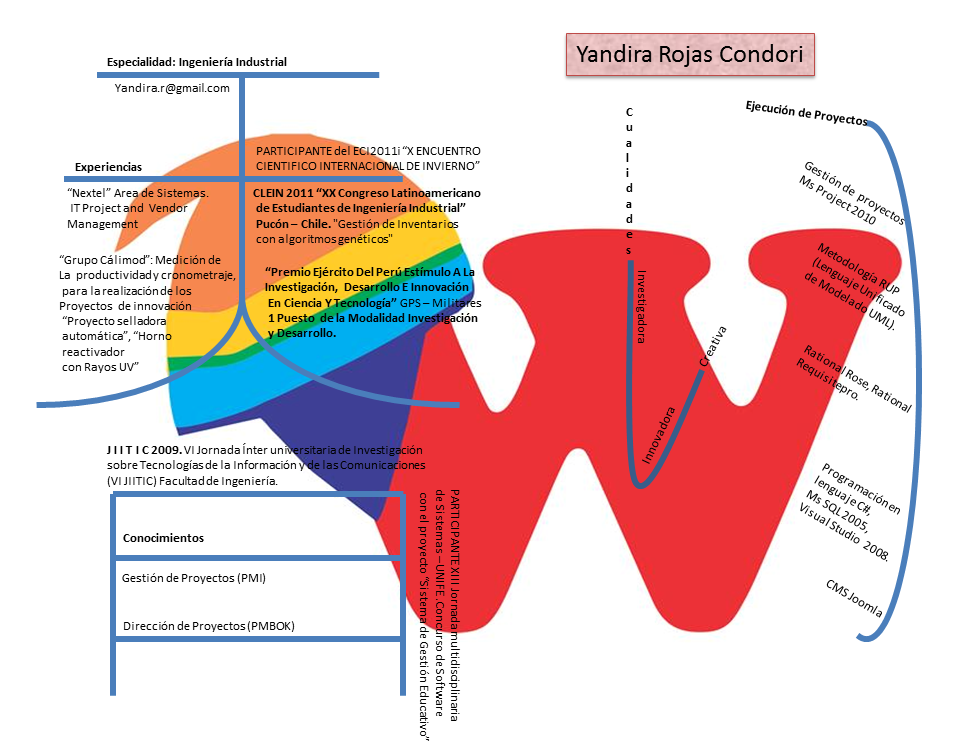 Yandira Rojas Condori
Especialidad: Ingeniería Industrial
Yandira.r@gmail.com
Experiencias
"Nextel" Area de Sistemas.
IT Project and Vendor
Management
"Grupo Cálimod": Medición de
La productividad y cronometraje,
para la realización de los
Proyectos de innovación
"Proyecto selladora
automática", "Horno
reactivador
con Rayos UV"
PARTICIPANTE del ECI2011i "X ENCUENTRO
CIENTIFICO INTERNACIONAL DE INVIERNO"
CLEIN 2011 "XX Congreso Latinoamericano
de Estudiantes de Ingeniería Industrial"
Pucón – Chile. "Gestión de Inventarios
con algoritmos genéticos"
"Premio Ejército Del Perú Estímulo A La
Investigación, Desarrollo E Innovación
En Ciencia Y Tecnología" GPS – Militares
1 Puesto de la Modalidad Investigación
y Desarrollo.
J I I T I C 2009. VI Jornada Ínter universitaria de Investigación
sobre Tecnologías de la Información y de las Comunicaciones
(VI JIITIC) Facultad de Ingeniería.
Conocimientos
Gestión de Proyectos (PMI)
Dirección de Proyectos (PMBOK)
PARTICIPANTE XIII Jornada multidisciplinaria
de Sistemas – UNIFE. Concurso de Software
con el proyecto "Sistema de Gestión Educativo"
Cualidades
Investigadora
Innovadora
Creativa
Ejecución de Proyectos
Gestión de proyectos
Ms Project 2010
Metodología RUP
(Lenguaje Unificado
de Modelado UML).
Rational Rose, Rational
Requisitepro.
Programación en
lenguaje C#,
Ms SQL 2005,
Visual Studio 2008.
CMS Joomla